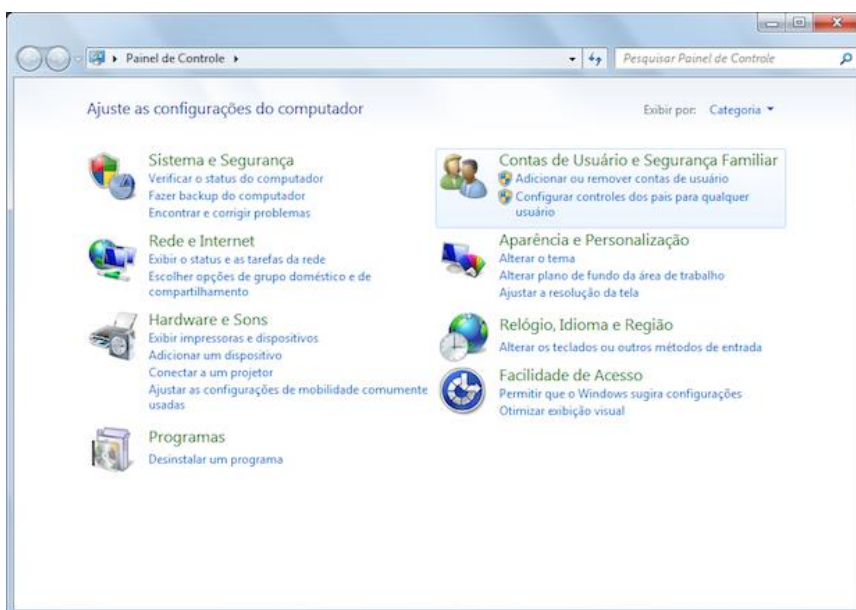 Painel de Controle
Pesquisar Painel de Controle
Ajuste as configurações do computador
Exibir por: Categoria
Sistema e Segurança
Verificar o status do computador
Fazer backup do computador
Encontrar e corrigir problemas
Rede e Internet
Exibir o status e as tarefas da rede
Escolher opções de grupo doméstico e de
compartilhamento
Hardware e Sons
Exibir impressoras e dispositivos
Adicionar um dispositivo
Conectar a um projetor
Ajustar as configurações de mobilidade comumente
usadas
Programas
Desinstalar um programa
Contas de Usuário e Segurança Familiar
Adicionar ou remover contas de usuário
Configurar controles dos pais para qualquer
usuário
Aparência e Personalização
Alterar o tema
Alterar plano de fundo da área de trabalho
Ajustar a resolução da tela
Relógio, Idioma e Região
Alterar os teclados ou outros métodos de entrada
Facilidade de Acesso
Permitir que o Windows sugira configurações
Otimizar exibição visual